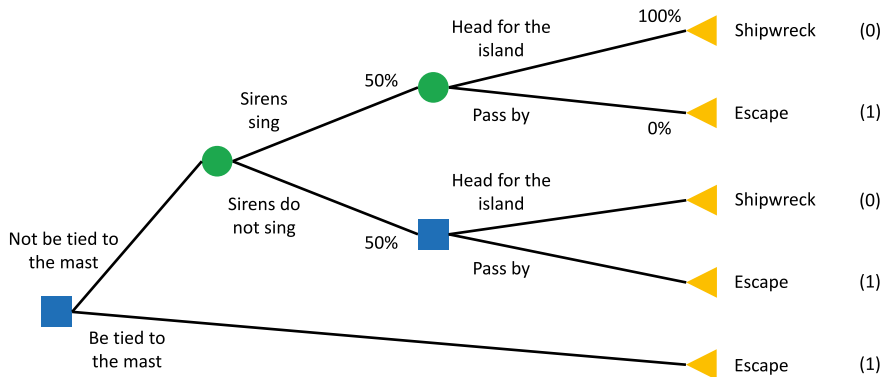 Head for the
island
100%
Shipwreck (0)
Sirens
sing
50%
Pass by
0%
Escape (1)
Head for the
island
Shipwreck (0)
Sirens do
not sing
50%
Pass by
Escape (1)
Not be tied to
the mast
Be tied to
the mast
Escape (1)